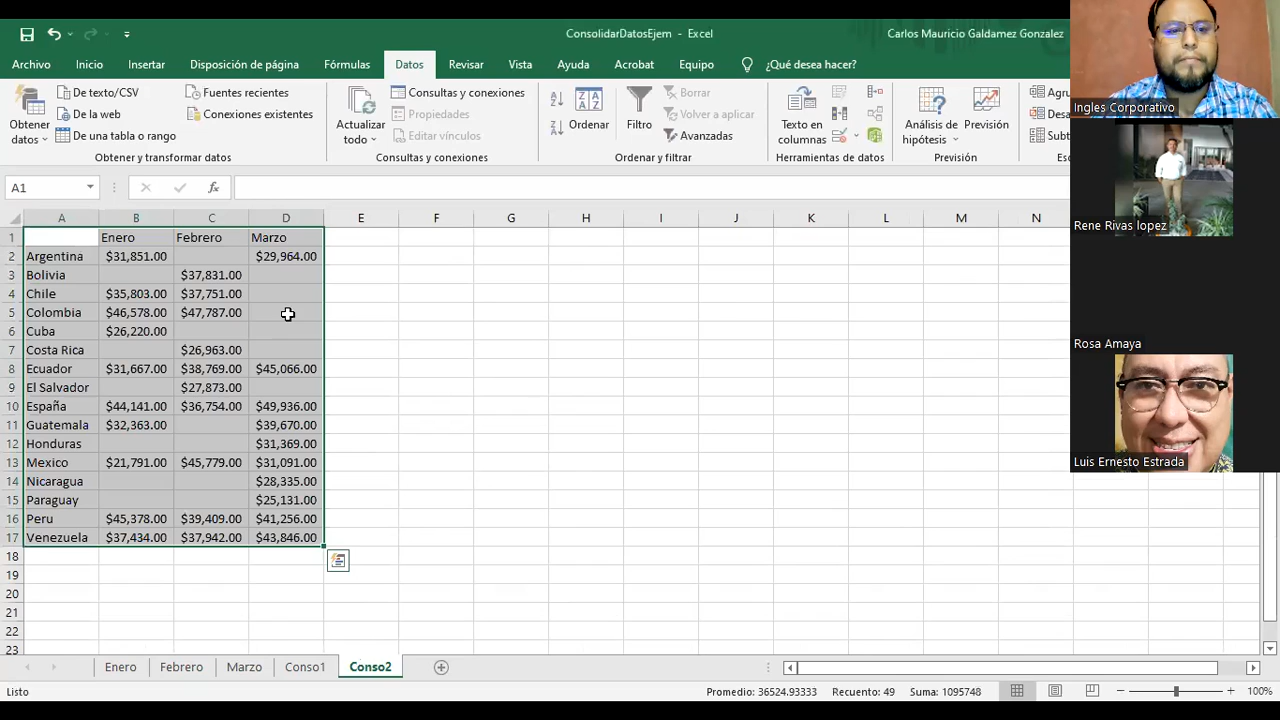 ConsolidarDatosEjem - Excel
Carlos Mauricio Galdamez Gonzalez
Archivo Inicio Insertar Disposición de página Fórmulas Datos Revisar Vista Ayuda Acrobat Equipo ¿Qué desea hacer?
Obtener datos
De texto/CSV
De la web
De una tabla o rango
Fuentes recientes
Conexiones existentes
Obtener y transformar datos
Actualizar todo
Consultas y conexiones
Propiedades
Editar vínculos
Consultas y conexiones
Ordenar
Filtro
Borrar
Volver a aplicar
Avanzadas
Ordenar y filtrar
Texto en columnas
Herramientas de datos
Análisis de hipótesis
Previsión
Previsión
Agru
Desa
Subt
Esc
A1
fx
A B C D E F G H I J K L M N
1 Enero Febrero Marzo
2 Argentina $31,851.00 $29,964.00
3 Bolivia $37,831.00
4 Chile $35,803.00 $37,751.00
5 Colombia $46,578.00 $47,787.00
6 Cuba $26,220.00
7 Costa Rica $26,963.00
8 Ecuador $31,667.00 $38,769.00 $45,066.00
9 El Salvador $27,873.00
10 España $44,141.00 $36,754.00 $49,936.00
11 Guatemala $32,363.00 $39,670.00
12 Honduras $31,369.00
13 Mexico $21,791.00 $45,779.00 $31,091.00
14 Nicaragua $28,335.00
15 Paraguay $25,131.00
16 Peru $45,378.00 $39,409.00 $41,256.00
17 Venezuela $37,434.00 $37,942.00 $43,846.00
18
19
20
21
22
23
Enero Febrero Marzo Conso1 Conso2
Listo
Promedio: 36524.93333 Recuento: 49 Suma: 1095748
100%
Ingles Corporativo
Rene Rivas lopez
Rosa Amaya
Luis Ernesto Estrada